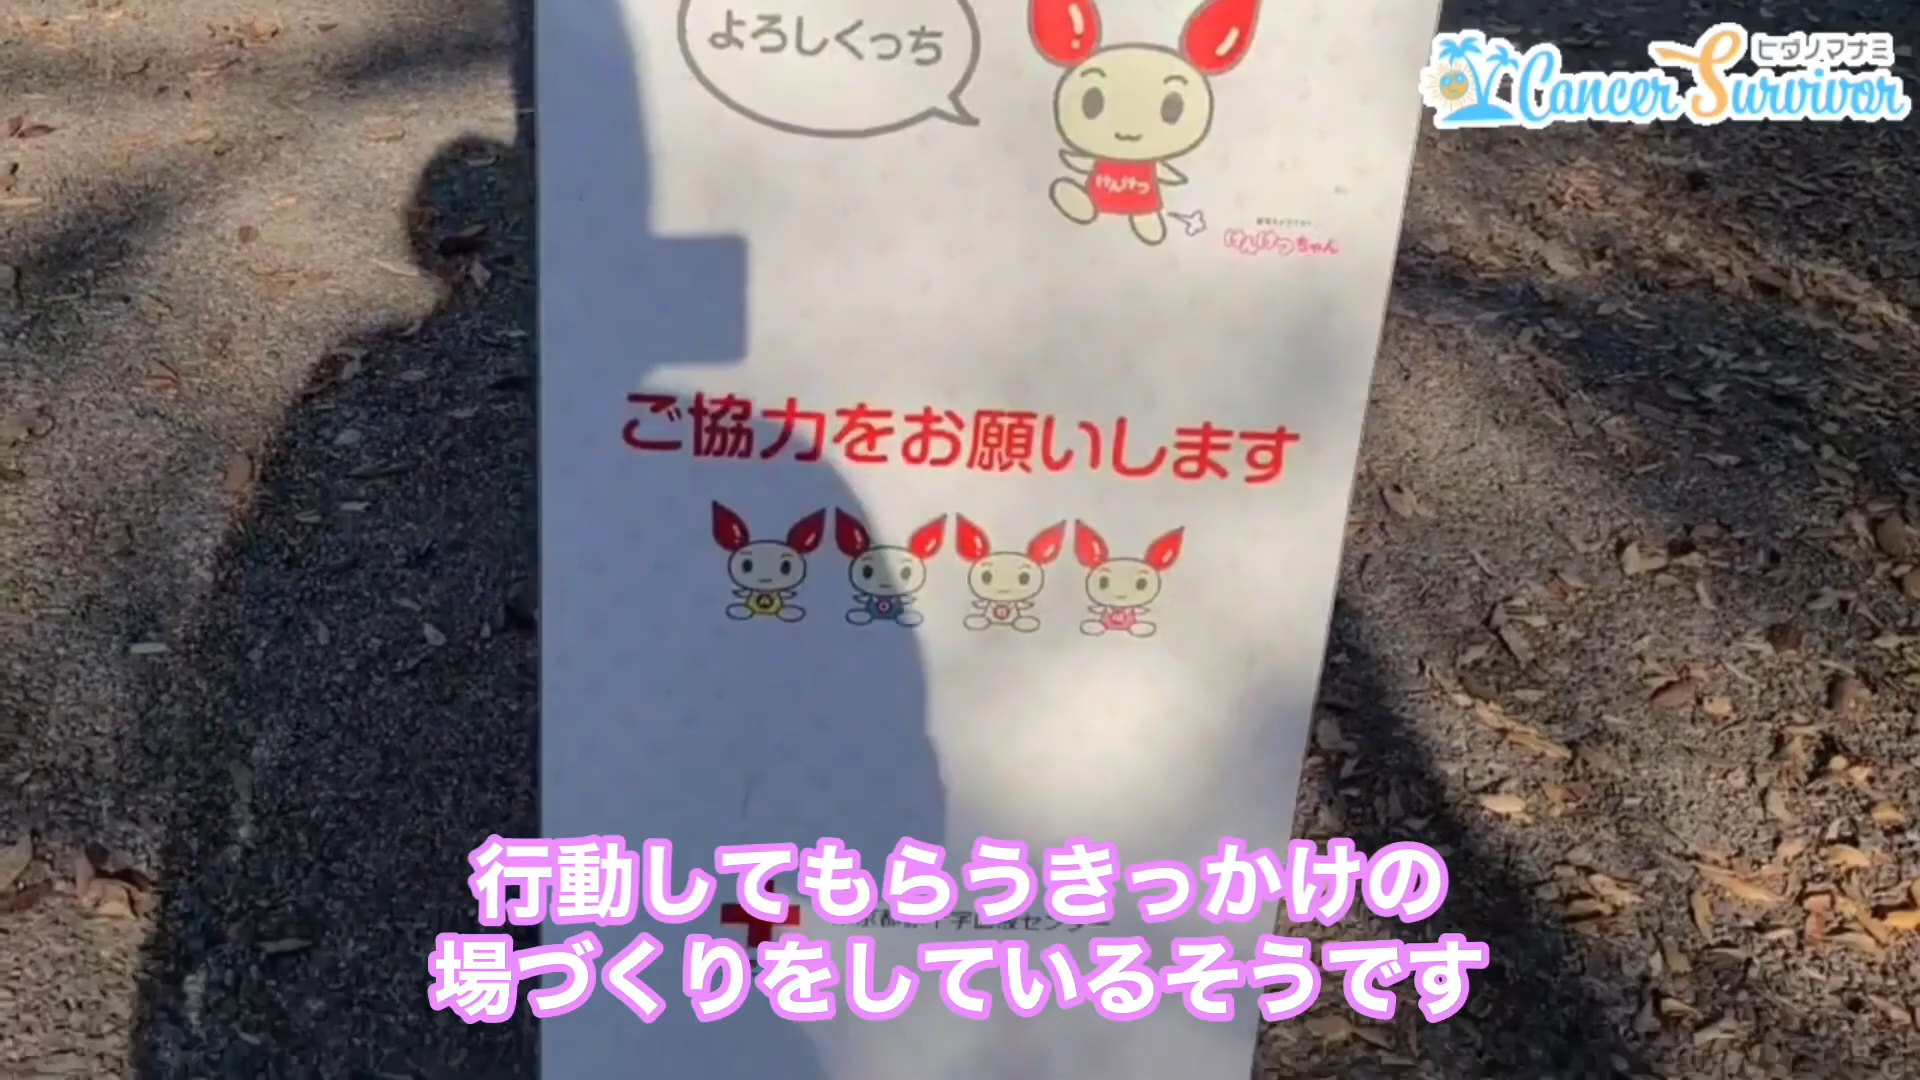 よろしくっち
ヒダノマナミ
Cancer Survivor
けんけつ
けんけつちゃん
ご協力をお願いします
行動してもらうきっかけの
場づくりをしているそうです